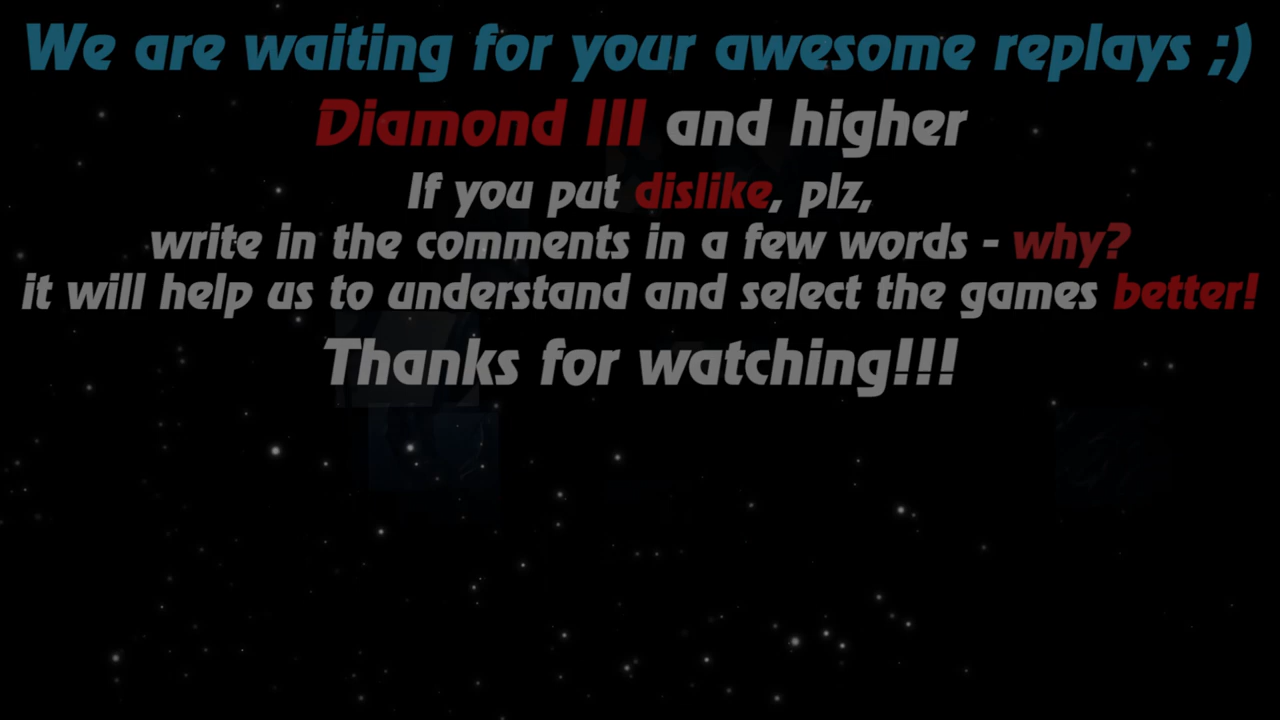 We are waiting for your awesome replays ;)
Diamond III and higher
If you put dislike, plz,
write in the comments in a few words - why?
it will help us to understand and select the games better!
Thanks for watching!!!